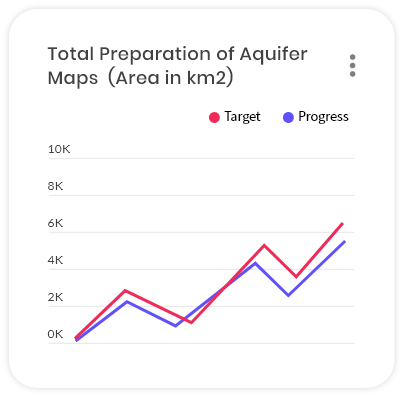 Total Preparation of Aquifer
Maps  (Area in km2)
Target
Progress
10K
8K
6K
4K
2K
0K